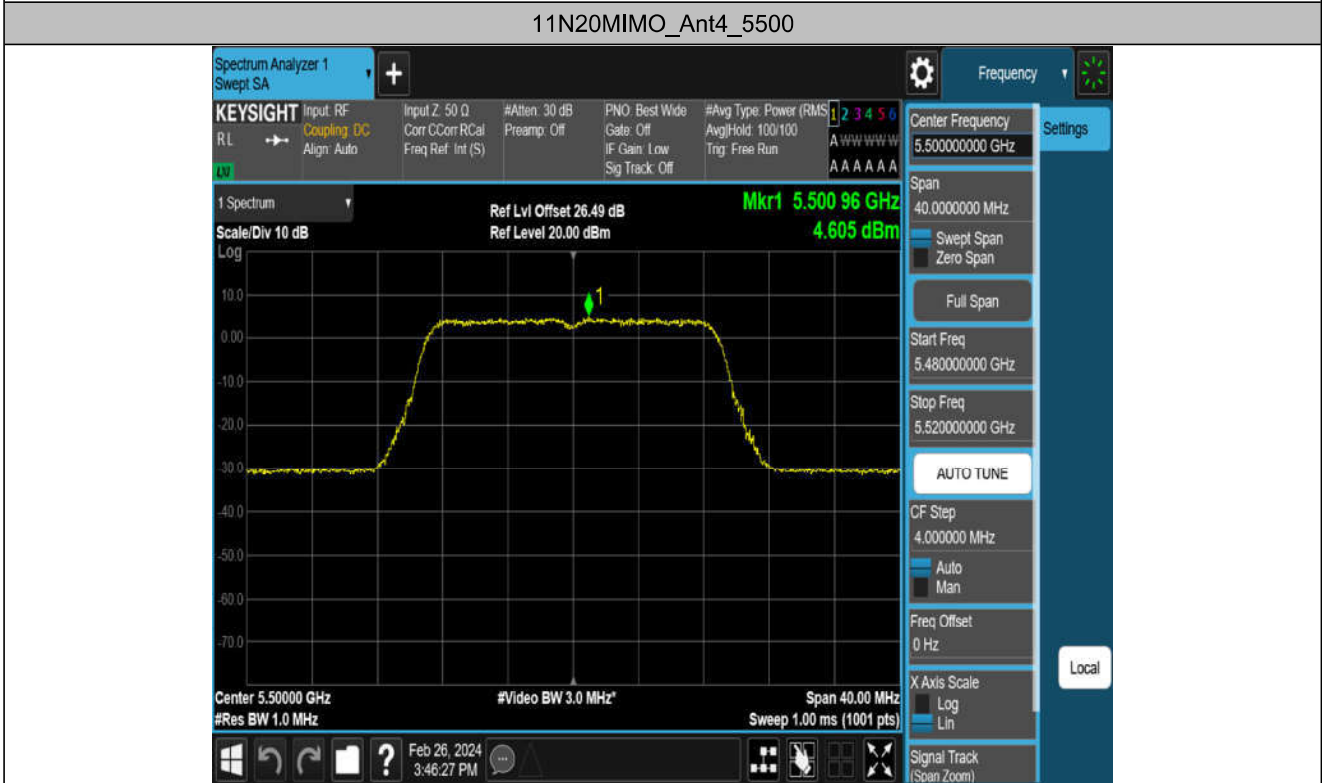 11N20MIMO_Ant4_5500
Spectrum Analyzer 1
Swept SA
+
Frequency
KEYSIGHT
RL
LXI
Input: RF
Coupling: DC
Align: Auto
Input Z: 50 Ω
Corr CCorr RCal
Freq Ref: Int (S)
#Atten: 30 dB
Preamp: Off
PNO: Best Wide
Gate: Off
IF Gain: Low
Sig Track: Off
#Avg Type: Power (RMS
Avg|Hold: 100/100
Trig: Free Run
1 2 3 4 5 6
A W W W W W
A A A A A A
1 Spectrum
Scale/Div 10 dB
Log
Ref Lvl Offset 26.49 dB
Ref Level 20.00 dBm
Mkr1 5.500 96 GHz
4.605 dBm
1
10.0
0.00
-10.0
-20.0
-30.0
-40.0
-50.0
-60.0
-70.0
Center 5.50000 GHz
#Res BW 1.0 MHz
#Video BW 3.0 MHz*
Span 40.00 MHz
Sweep 1.00 ms (1001 pts)
?
Feb 26, 2024
3:46:27 PM
Center Frequency
5.500000000 GHz
Settings
Span
40.0000000 MHz
Swept Span
Zero Span
Full Span
Start Freq
5.480000000 GHz
Stop Freq
5.520000000 GHz
AUTO TUNE
CF Step
4.000000 MHz
Auto
Man
Freq Offset
0 Hz
X Axis Scale
Log
Lin
Local
Signal Track
(Span Zoom)